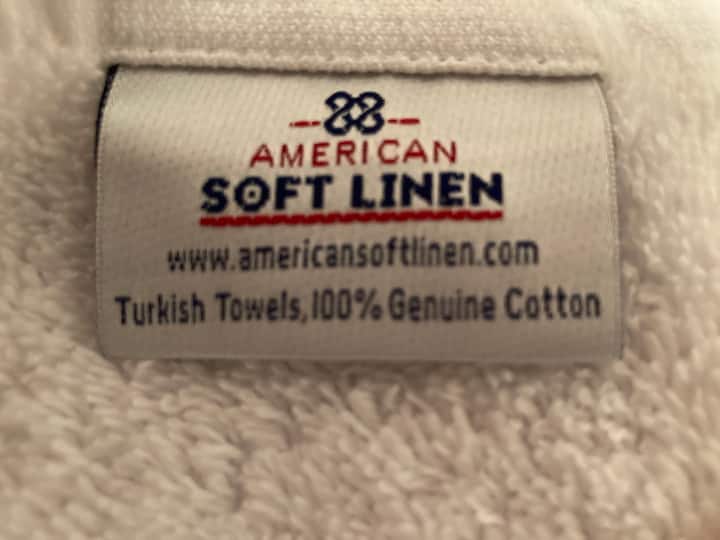 AMERICAN
SOFT LINEN
www.americansoftlinen.com
Turkish Towels, 100% Genuine Cotton